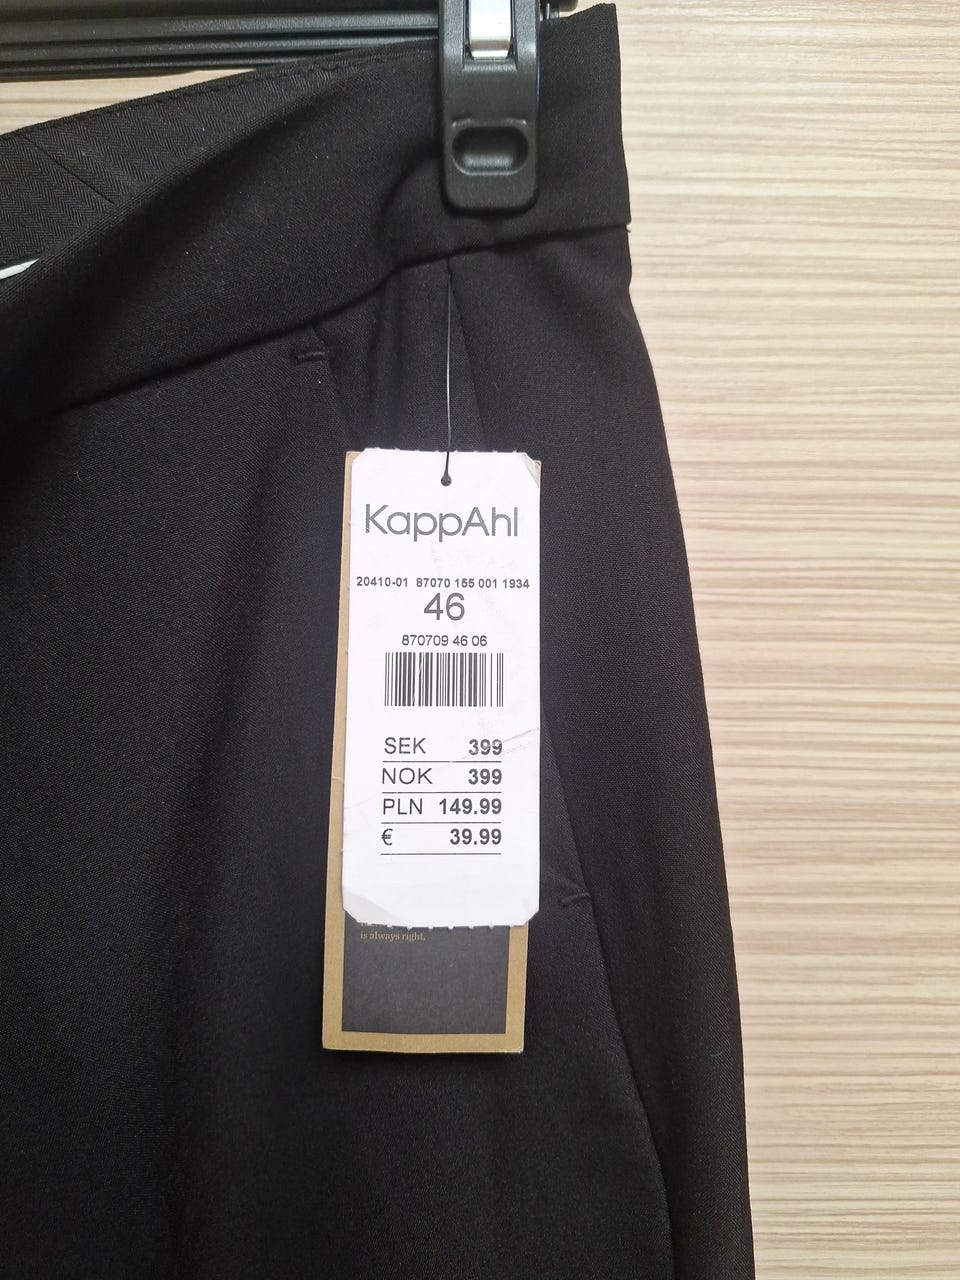 KappAhl
20410-01 87070 155 001 1934
46
870709 46 06
SEK 399
NOK 399
PLN 149.99
€ 39.99
is always right.